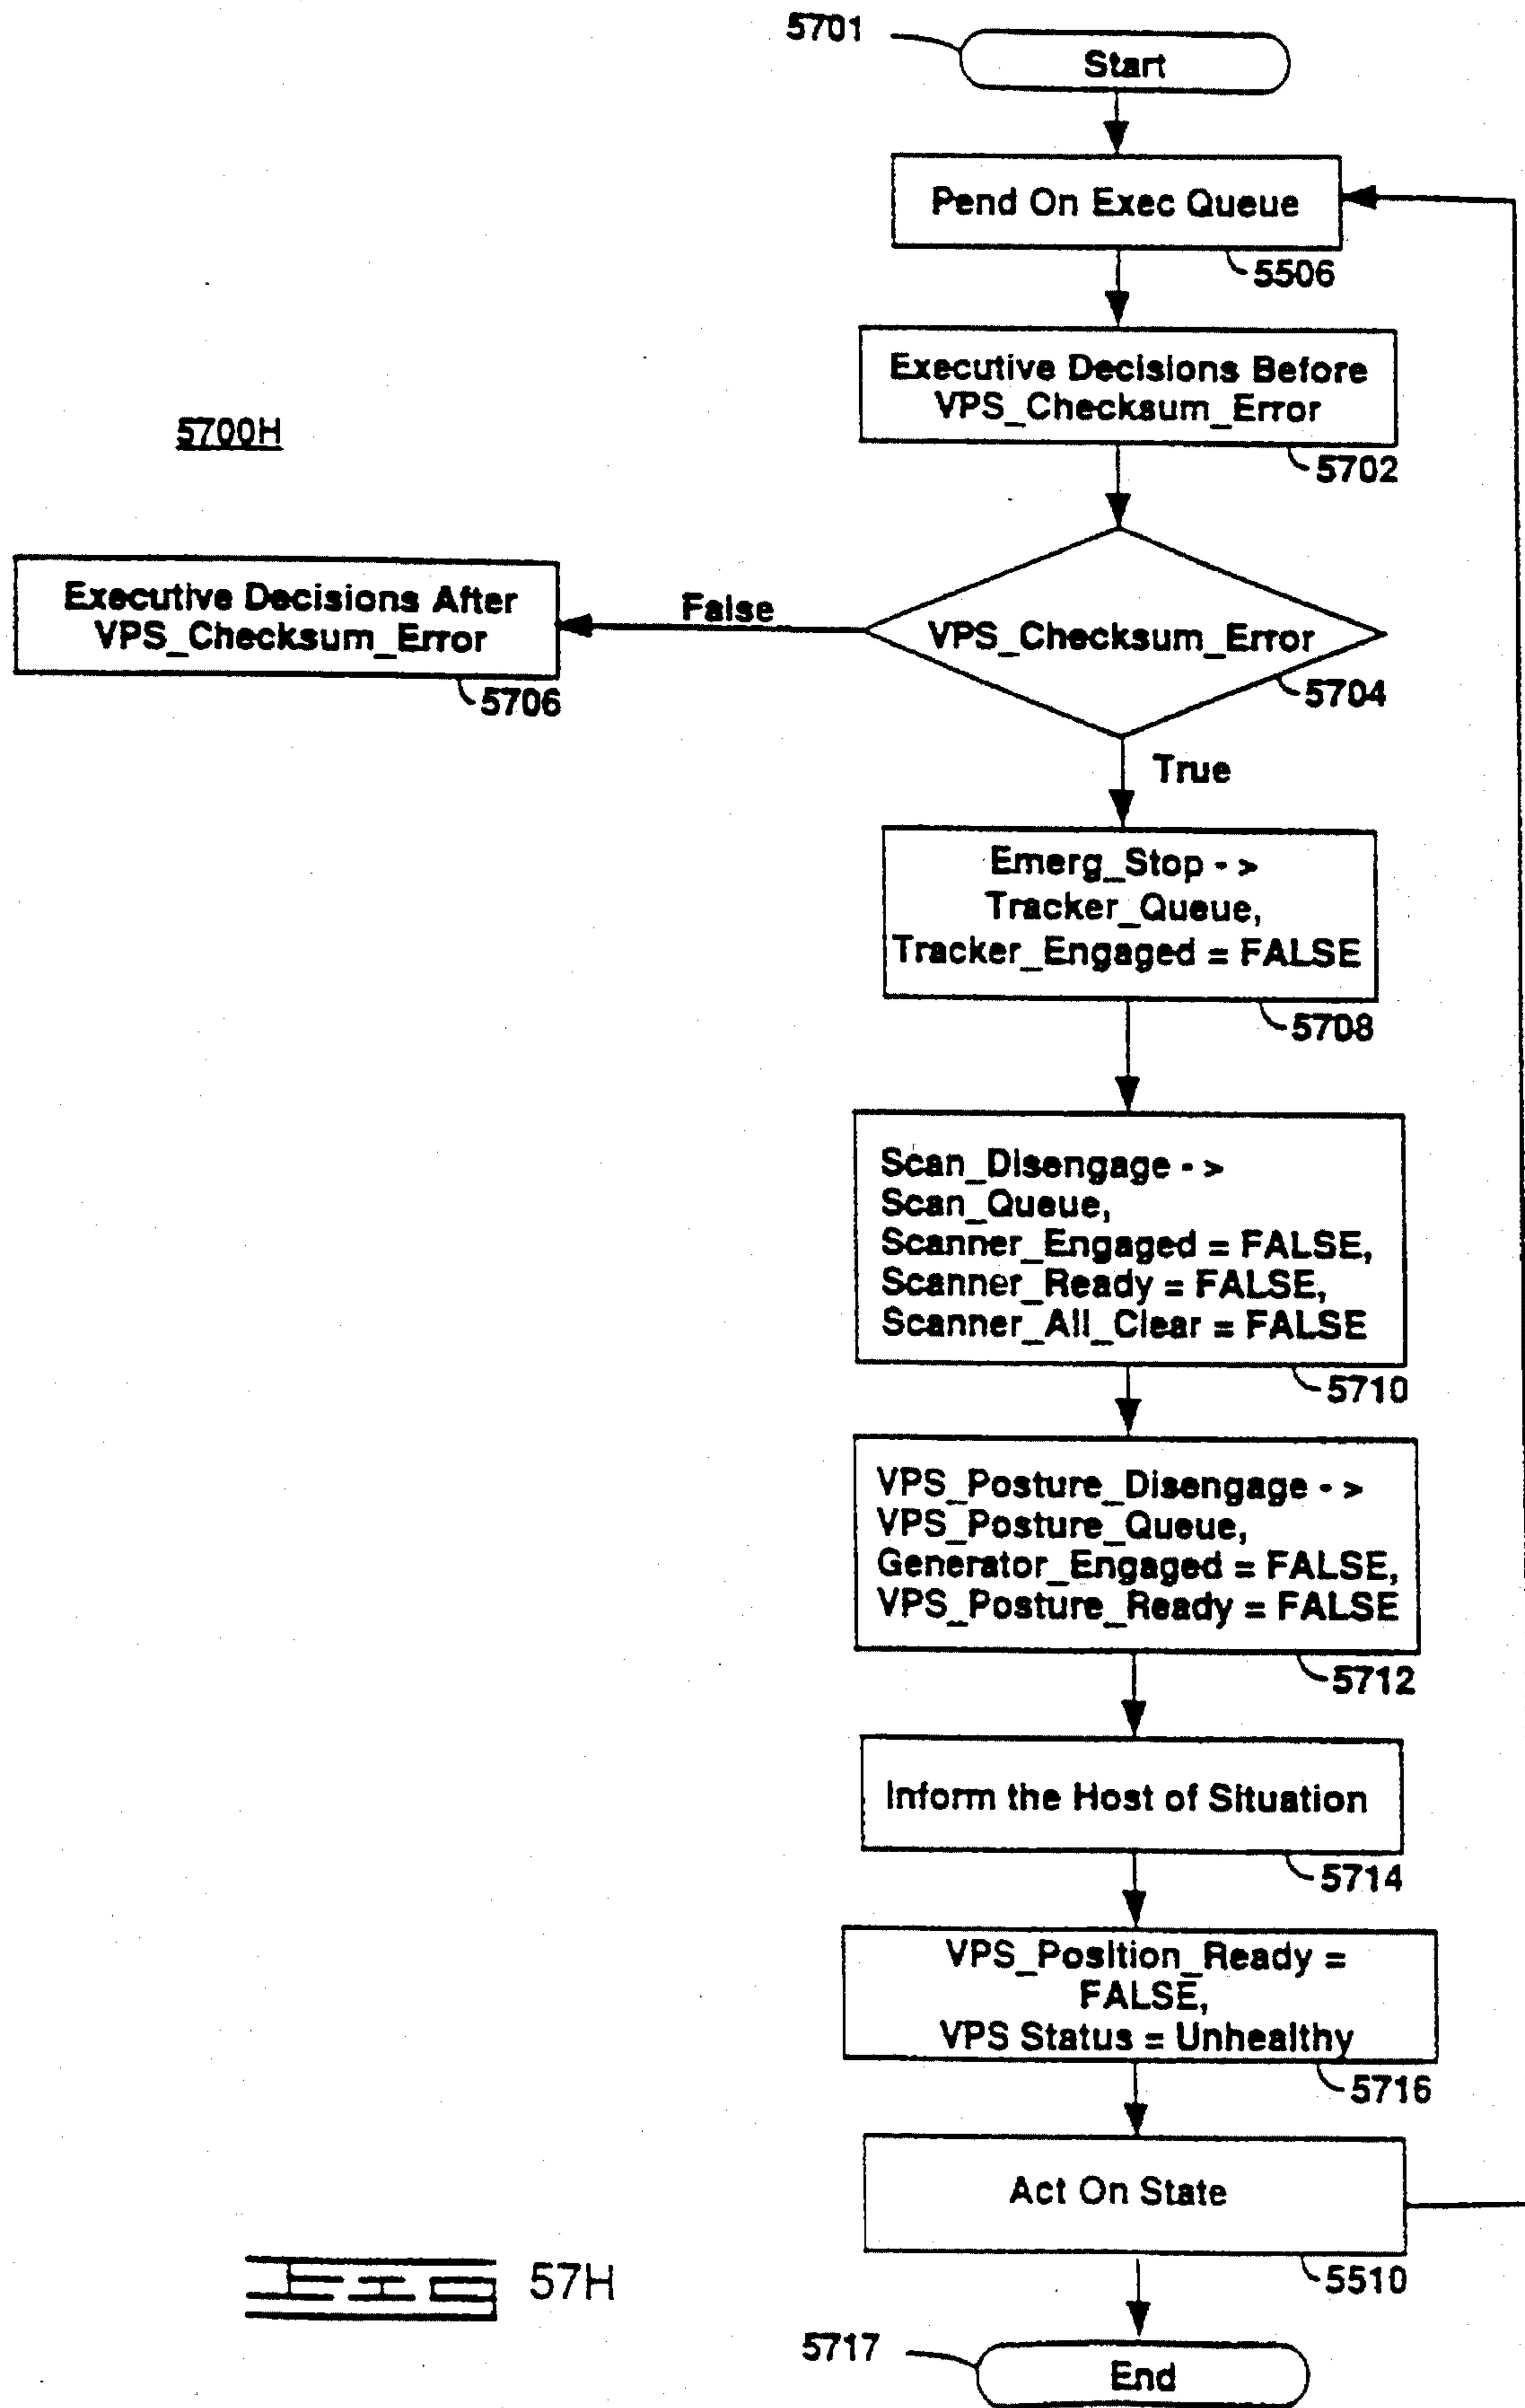 5701
Start
Pend On Exec Queue
5506
Executive Decisions Before
VPS_Checksum_Error
5702
5700H
Executive Decisions After
VPS_Checksum_Error
5706
False
VPS_Checksum_Error
5704
True
Emerg_Stop - >
Tracker_Queue,
Tracker_Engaged = FALSE
5708
Scan_Disengage - >
Scan_Queue,
Scanner_Engaged = FALSE,
Scanner_Ready = FALSE,
Scanner_All_Clear = FALSE
5710
VPS_Posture_Disengage - >
VPS_Posture_Queue,
Generator_Engaged = FALSE,
VPS_Posture_Ready = FALSE
5712
Inform the Host of Situation
5714
VPS_Position_Ready =
FALSE,
VPS Status = Unhealthy
5716
Act On State
5510
FIG 57H
5717
End